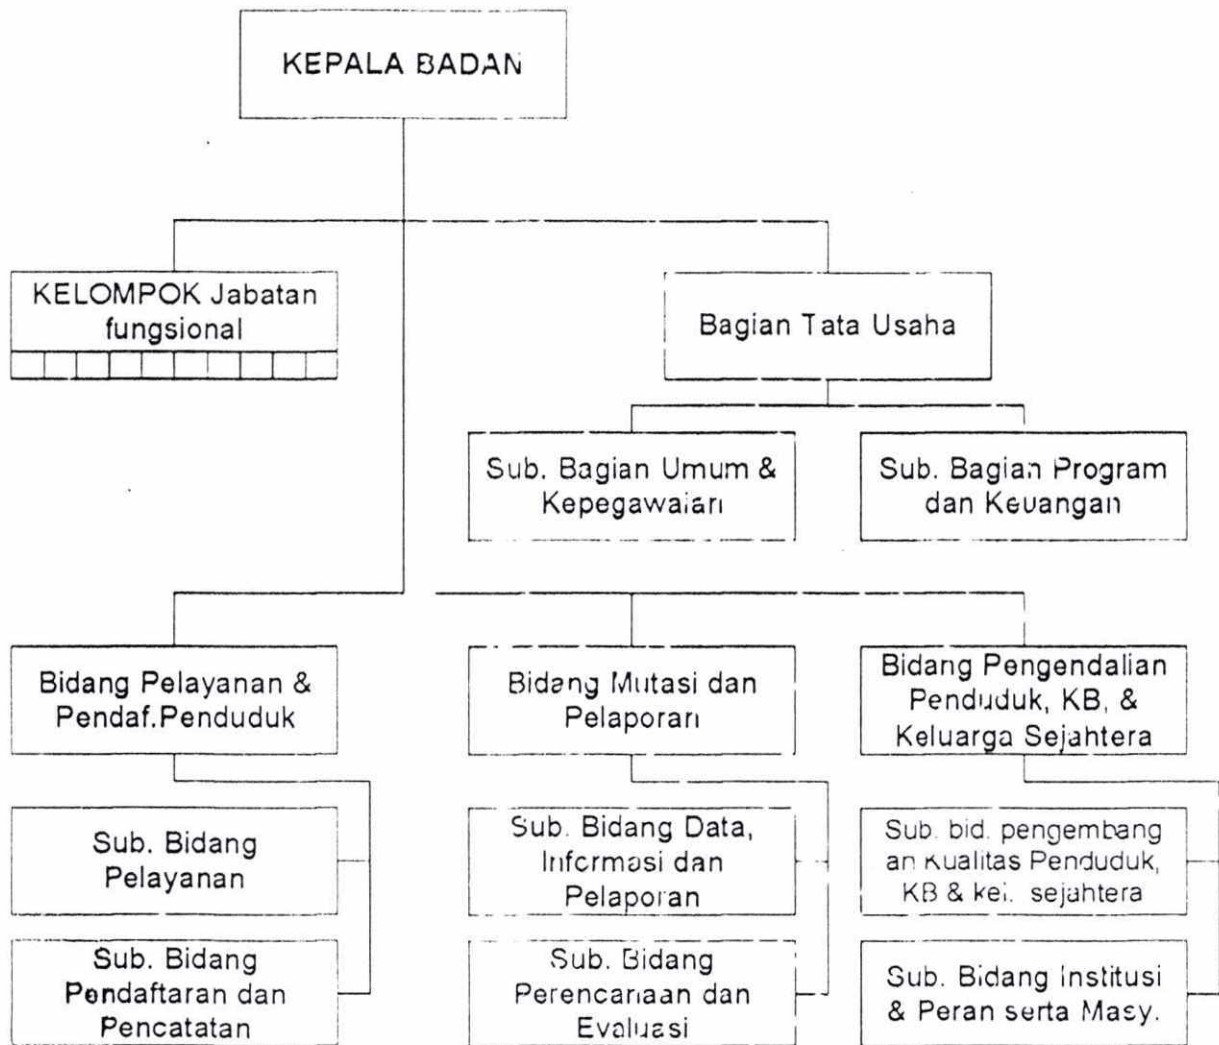 KEPALA BADAN
KELOMPOK Jabatan
fungsional
Bagian Tata Usaha
Sub. Bagian Umum &
Kepegawaian
Sub. Bagian Program
dan Keuangan
Bidang Pelayanan &
Pendaf.Penduduk
Bidang Mutasi dan
Pelaporan
Bidang Pengendalian
Penduduk, KB, &
Keluarga Sejahtera
Sub. Bidang
Pelayanan
Sub. Bidang Data,
Informasi dan
Pelaporan
Sub. bid. pengembang
an Kualitas Penduduk,
KB & kel. sejahtera
Sub. Bidang
Pendaftaran dan
Pencatatan
Sub. Bidang
Perencanaan dan
Evaluasi
Sub. Bidang Institusi
& Peran serta Masy.